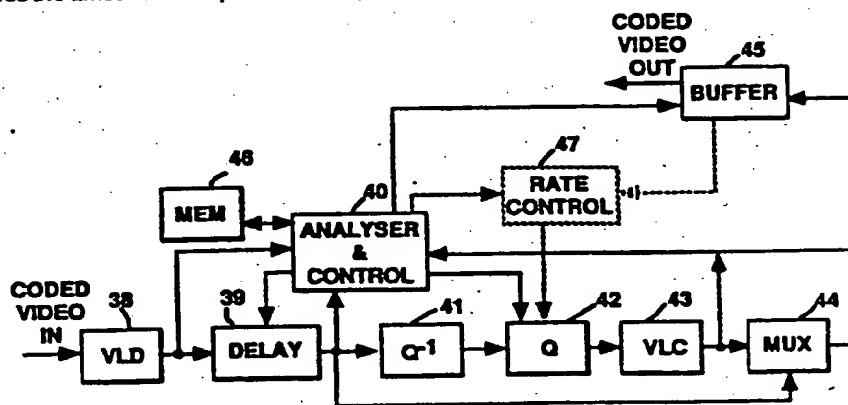 CODED
VIDEO
OUT
45
BUFFER
47
RATE
CONTROL
46
MEM
40
ANALYSER
&
CONTROL
CODED
VIDEO
IN
38
VLD
39
DELAY
41
Q-1
42
Q
43
VLC
44
MUX